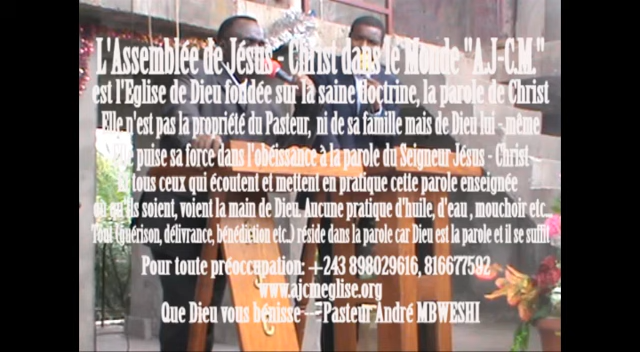 L'Assemblée de Jésus - Christ dans le Monde "A.J-C.M."
est l'Eglise de Dieu fondée sur la saine doctrine, la parole de Christ
Elle n'est pas la propriété du Pasteur, ni de sa famille mais de Dieu lui - même
Elle puise sa force dans l'obéissance à la parole du Seigneur Jésus - Christ
Et tous ceux qui écoutent et mettent en pratique cette parole enseignée
où qu'ils soient, voient la main de Dieu. Aucune pratique d'huile, d'eau , mouchoir etc...
Tout (guérison, délivrance, bénédiction etc...) réside dans la parole car Dieu est la parole et il se suffit
Pour toute préoccupation: +243 898029616, 816677592
www.ajcmeglise.org
Que Dieu vous bénisse --- Pasteur André MBWESHI